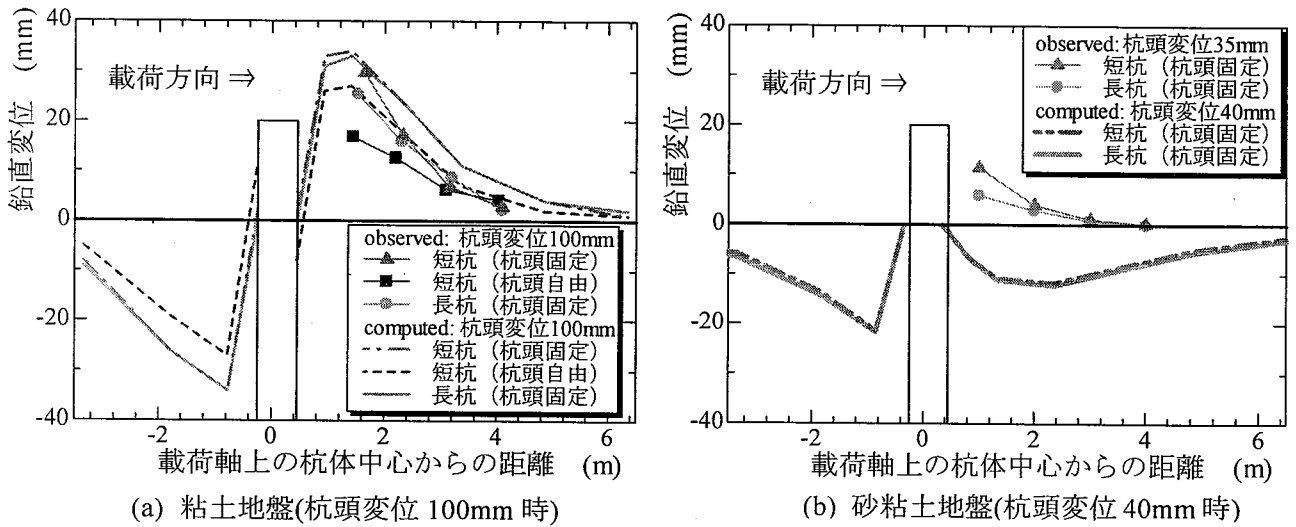 40
20
0
-20
-40
鉛直変位 (mm)
載荷方向⇒
observed: 杭頭変位100mm
短杭 (杭頭固定)
短杭 (杭頭自由)
長杭 (杭頭固定)
computed: 杭頭変位100mm
短杭 (杭頭固定)
短杭 (杭頭自由)
長杭 (杭頭固定)
-2 0 2 4 6
載荷軸上の杭体中心からの距離 (m)
(a) 粘土地盤(杭頭変位 100mm 時)
40
20
0
-20
-40
鉛直変位 (mm)
載荷方向⇒
observed: 杭頭変位35mm
短杭 (杭頭固定)
長杭 (杭頭固定)
computed: 杭頭変位40mm
短杭 (杭頭固定)
長杭 (杭頭固定)
-2 0 2 4 6
載荷軸上の杭体中心からの距離 (m)
(b) 砂粘土地盤(杭頭変位 40mm 時)